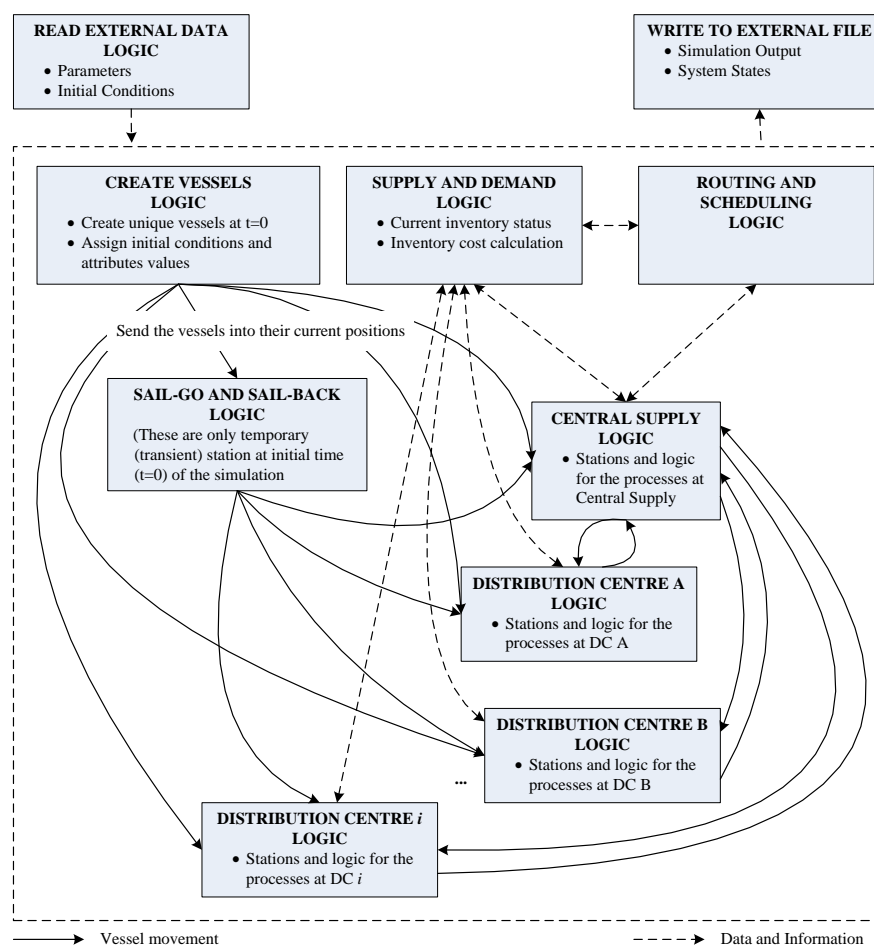 READ EXTERNAL DATA
LOGIC
• Parameters
• Initial Conditions
WRITE TO EXTERNAL FILE
• Simulation Output
• System States
CREATE VESSELS
LOGIC
• Create unique vessels at t=0
• Assign initial conditions and
attributes values
SUPPLY AND DEMAND
LOGIC
• Current inventory status
• Inventory cost calculation
ROUTING AND
SCHEDULING
LOGIC
Send the vessels into their current positions
SAIL-GO AND SAIL-BACK
LOGIC
(These are only temporary
(transient) station at initial time
(t=0) of the simulation
CENTRAL SUPPLY
LOGIC
• Stations and logic
for the processes at
Central Supply
DISTRIBUTION CENTRE A
LOGIC
• Stations and logic for the
processes at DC A
DISTRIBUTION CENTRE B
LOGIC
• Stations and logic for the
processes at DC B
...
DISTRIBUTION CENTRE i
LOGIC
• Stations and logic for the
processes at DC i
Vessel movement
Data and Information